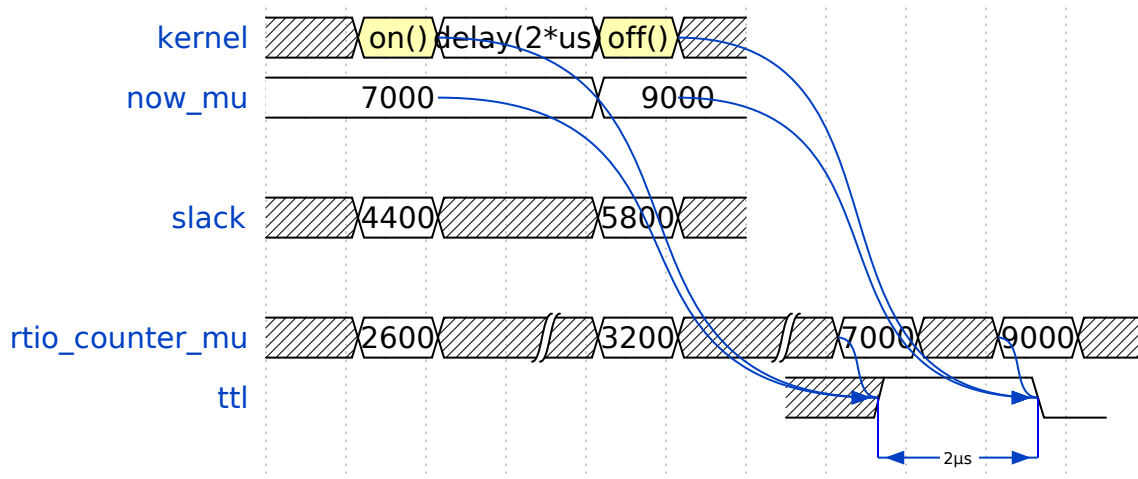 kernel on() delay(2*us) off()
now_mu 7000 9000
slack 4400 5800
rtio_counter_mu 2600 3200 7000 9000
ttl
2µs